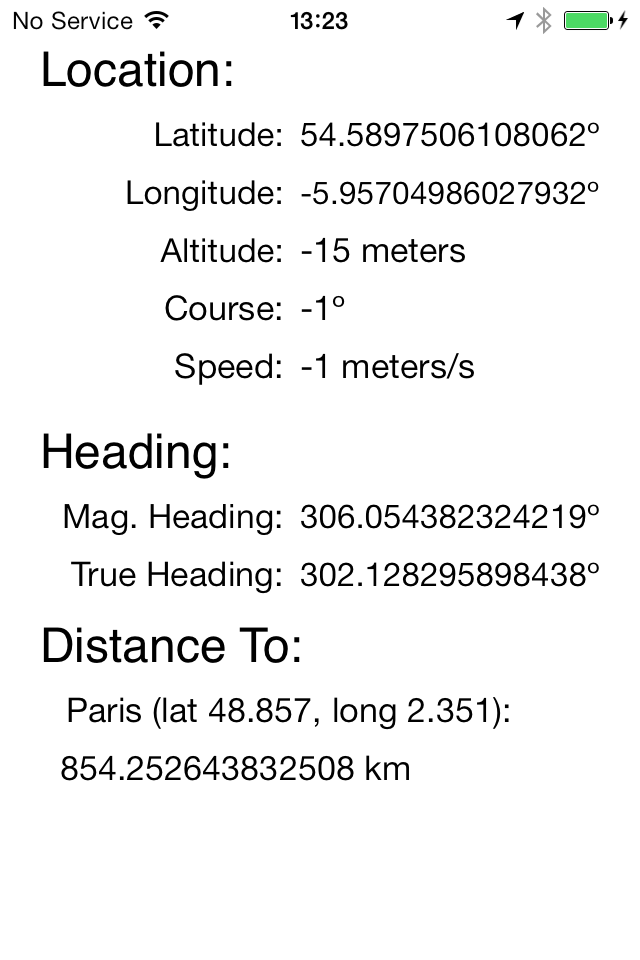 No Service 13:23
Location:
Latitude: 54.5897506108062º
Longitude: -5.95704986027932º
Altitude: -15 meters
Course: -1º
Speed: -1 meters/s
Heading:
Mag. Heading: 306.054382324219º
True Heading: 302.128295898438º
Distance To:
Paris (lat 48.857, long 2.351):
854.252643832508 km